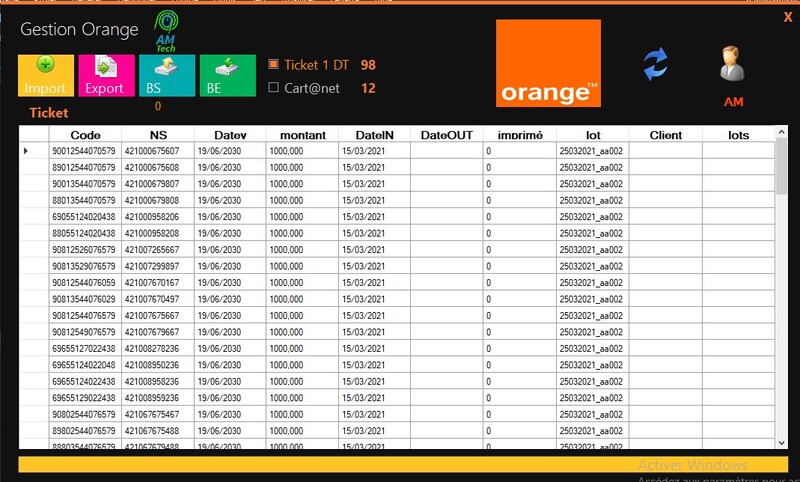 Gestion Orange
AM
Tech
X
Import
Export
BS
BE
0
Ticket 1 DT 98
Cart@net 12
orange™
AM
Ticket
Code NS Datev montant DateIN DateOUT imprimé lot Client lots
90012544070579 421000675607 19/06/2030 1000,000 15/03/2021 0 25032021_aa002
89012544076579 421000675608 19/06/2030 1000,000 15/03/2021 0 25032021_aa002
90013544070579 421000679807 19/06/2030 1000,000 15/03/2021 0 25032021_aa002
88013544070579 421000679808 19/06/2030 1000,000 15/03/2021 0 25032021_aa002
69055124020438 421000958206 19/06/2030 1000,000 15/03/2021 0 25032021_aa002
88055124020438 421000958208 19/06/2030 1000,000 15/03/2021 0 25032021_aa002
90812526076579 421007265667 19/06/2030 1000,000 15/03/2021 0 25032021_aa002
90813529076579 421007299897 19/06/2030 1000,000 15/03/2021 0 25032021_aa002
90812544076059 421007670167 19/06/2030 1000,000 15/03/2021 0 25032021_aa002
90813544076029 421007670497 19/06/2030 1000,000 15/03/2021 0 25032021_aa002
90812544076579 421007675667 19/06/2030 1000,000 15/03/2021 0 25032021_aa002
90812549076579 421007679667 19/06/2030 1000,000 15/03/2021 0 25032021_aa002
69655127022438 421008278236 19/06/2030 1000,000 15/03/2021 0 25032021_aa002
69655124022048 421008950236 19/06/2030 1000,000 15/03/2021 0 25032021_aa002
69655124022438 421008958236 19/06/2030 1000,000 15/03/2021 0 25032021_aa002
69655129022438 421008959236 19/06/2030 1000,000 15/03/2021 0 25032021_aa002
90802544076579 421067675467 19/06/2030 1000,000 15/03/2021 0 25032021_aa002
89802544076579 421067675488 19/06/2030 1000,000 15/03/2021 0 25032021_aa002
88803544076579 421067679488 19/06/2030 1000,000 15/03/2021 0 25032021_aa002
Activer Windows
Accédez aux paramètres pour